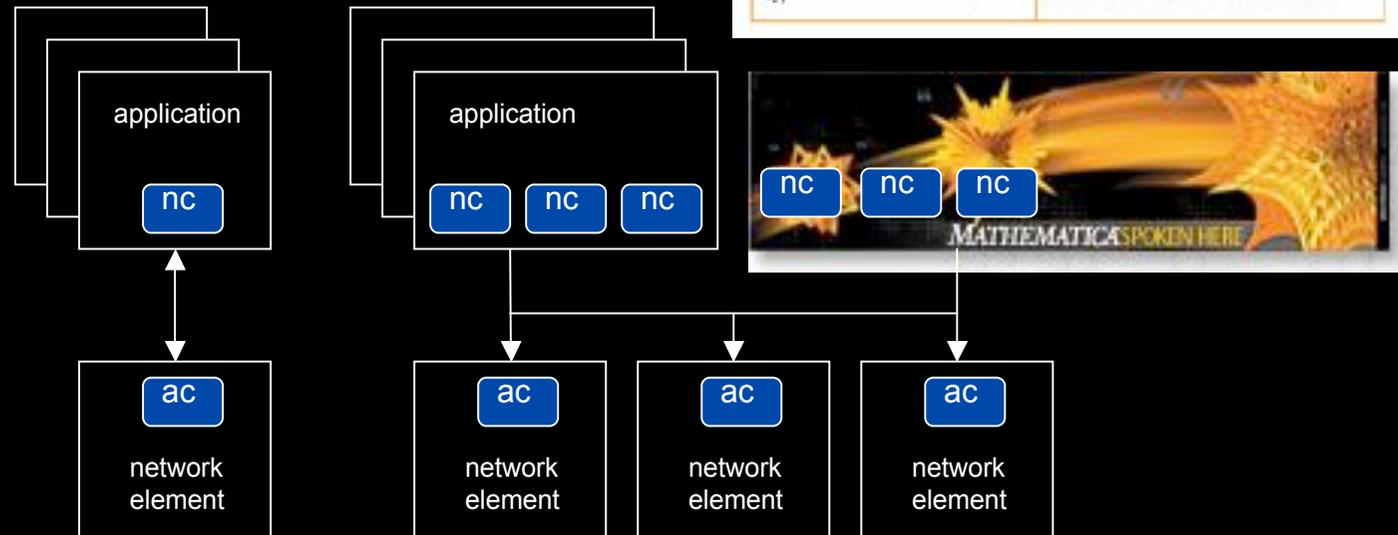 application
application
nc
nc
nc
nc
nc
nc
nc
MATHEMATICA SPOKEN HERE
ac
ac
ac
ac
network
element
network
element
network
element
network
element